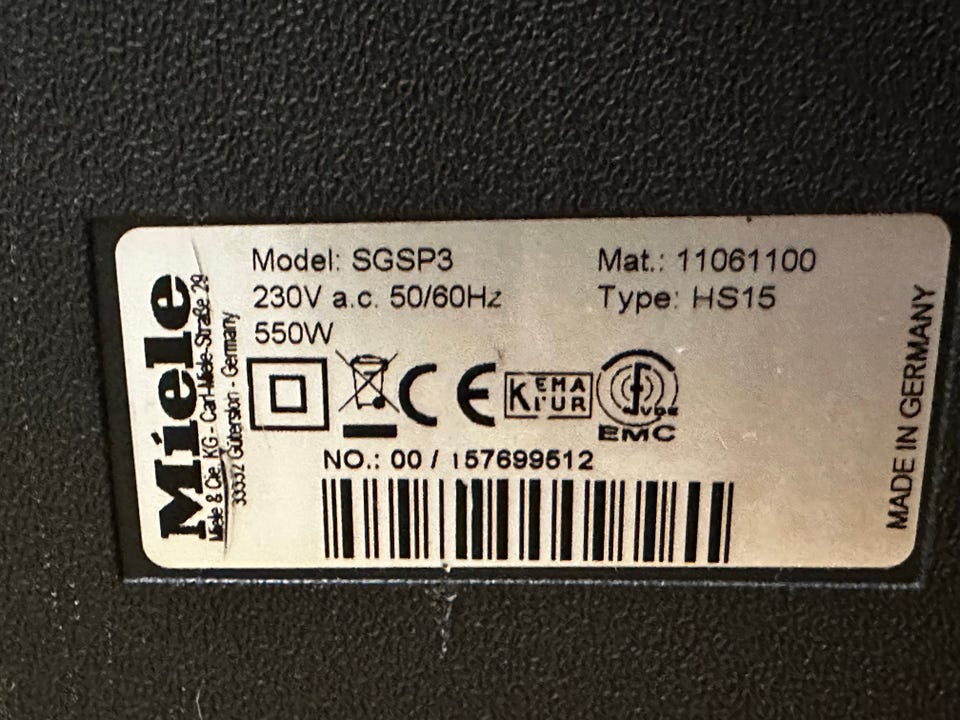 Miele
Miele & Cie. KG - Carl-Miele-Straße 29
33332 Gütersloh - Germany
Model: SGSP3
230V a.c. 50/60Hz
550W
Mat.: 11061100
Type: HS15
CE
KEMA
KEUR
VDE
EMC
NO.: 00 / 157699512
MADE IN GERMANY